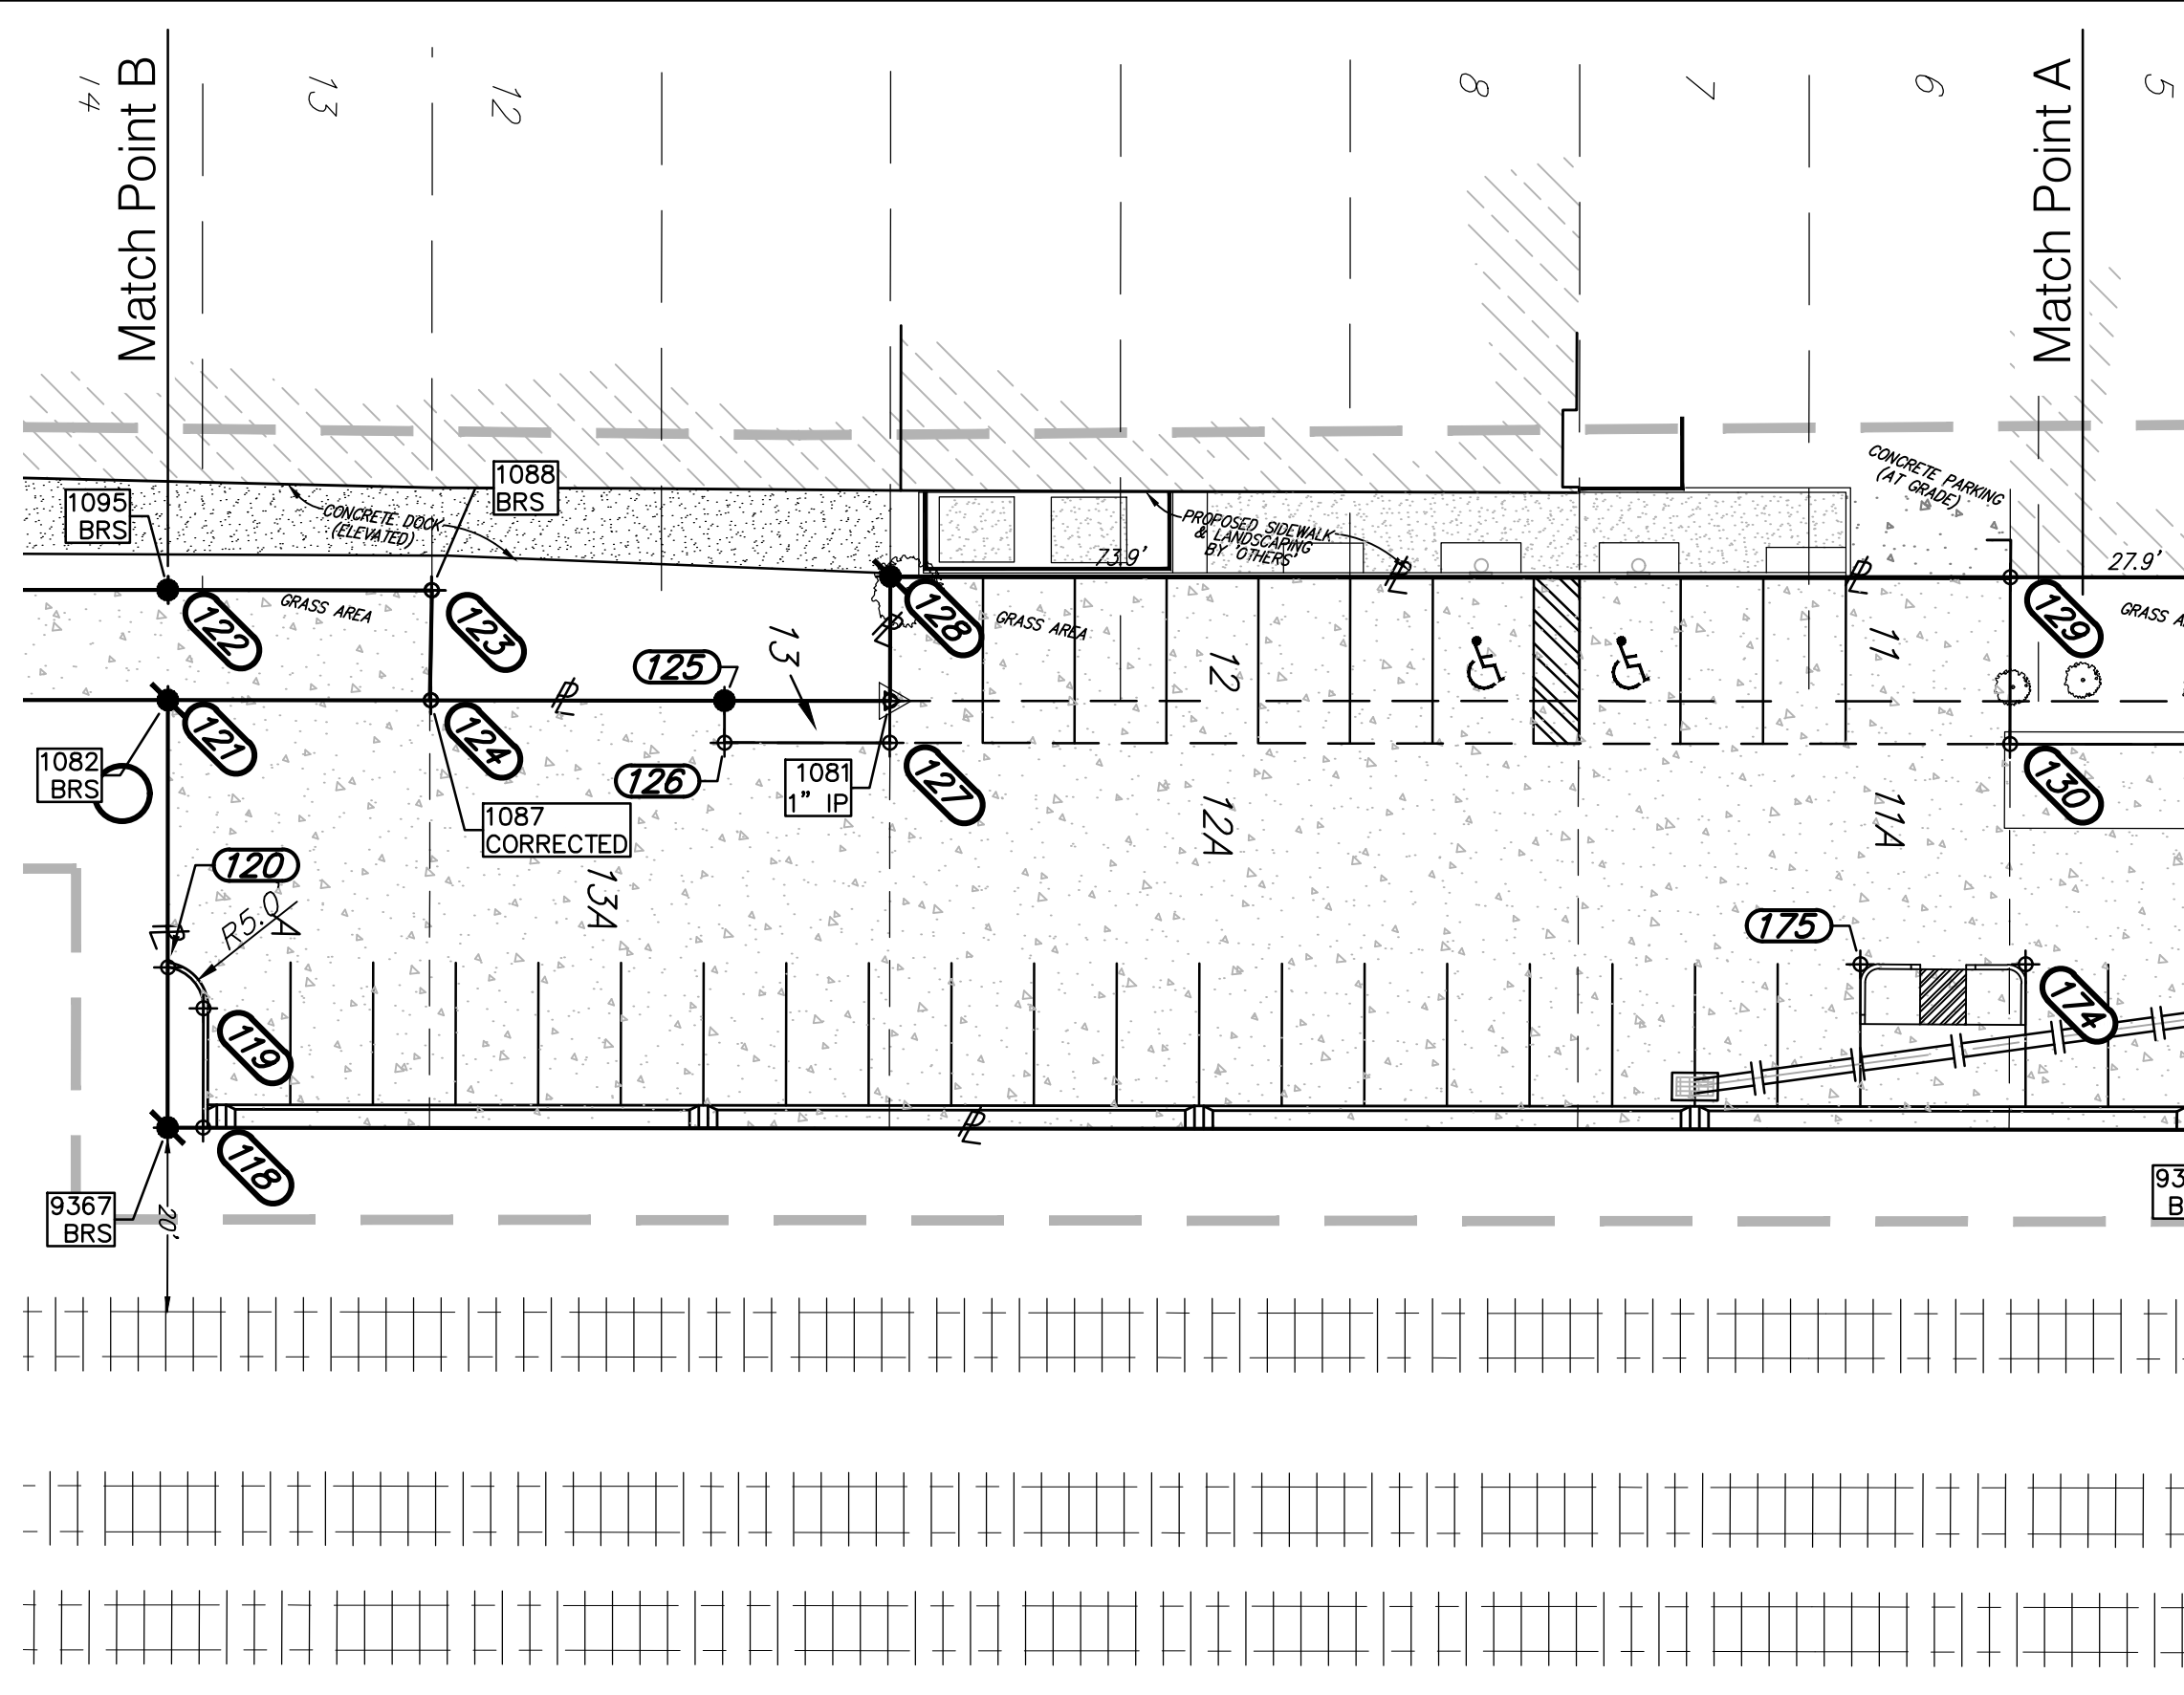 14
Match Point B
13
12
8
7
6
Match Point A
5
1088
BRS
1095
BRS
CONCRETE DOCK
(ELEVATED)
CONCRETE PARKING
(AT GRADE)
PROPOSED SIDEWALK
& LANDSCAPING
BY OTHERS
73.9'
27.9'
GRASS AREA
GRASS AREA
122
123
128
129
125
13
12
11
121
124
126
127
130
1082
BRS
1081
1" IP
1087
CORRECTED
12A
11A
13A
120
R5.0'
175
174
119
118
9367
BRS
20'